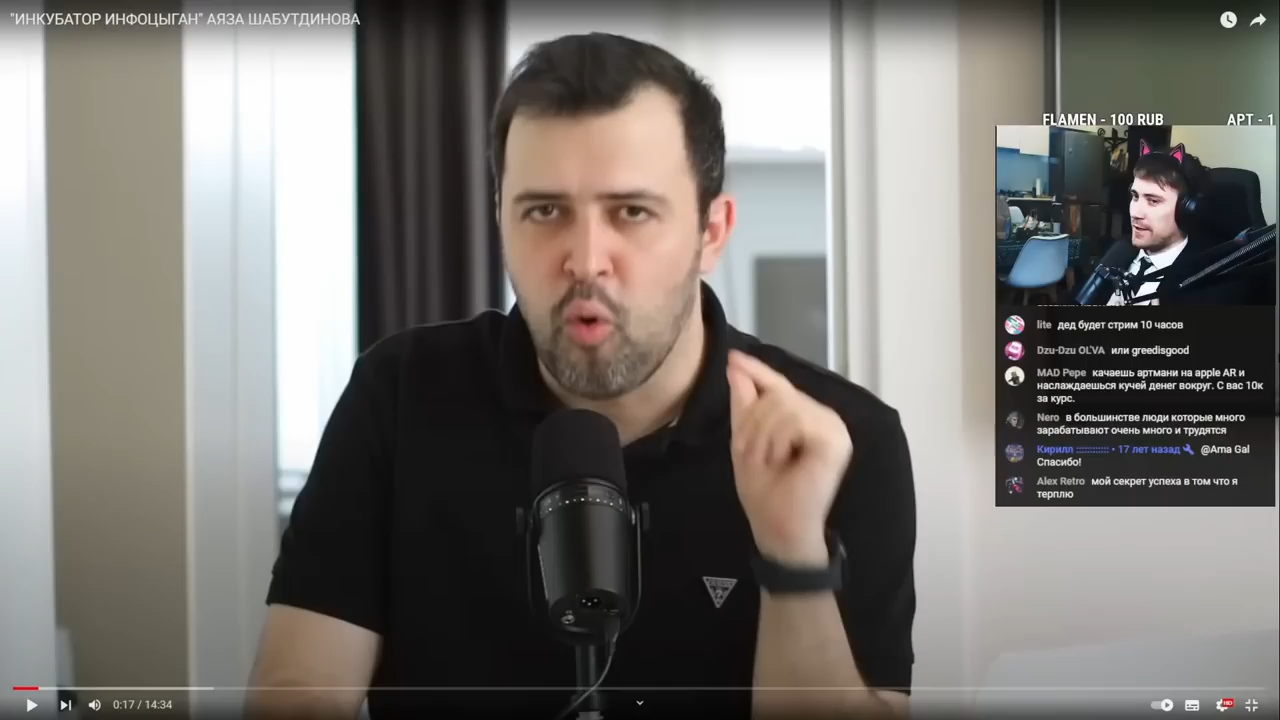 "ИНКУБАТОР ИНФОЦЫГАН" АЯЗА ШАБУТДИНОВА
FLAMEN - 100 RUB
АРТ - 1
lite дед будет стрим 10 часов
Dzu-Dzu OL'VA или greedisgood
MAD Pepe качаешь артмани на apple AR и
наслаждаешься кучей денег вокруг. С вас 10к
за курс.
Nero в большинстве люди которые много
зарабатывают очень много и трудятся
Кирилл :::::::::::: • 17 лет назад @Ama Gal
Спасибо!
Alex Retro мой секрет успеха в том что я
терплю
0:17 / 14:34
HD